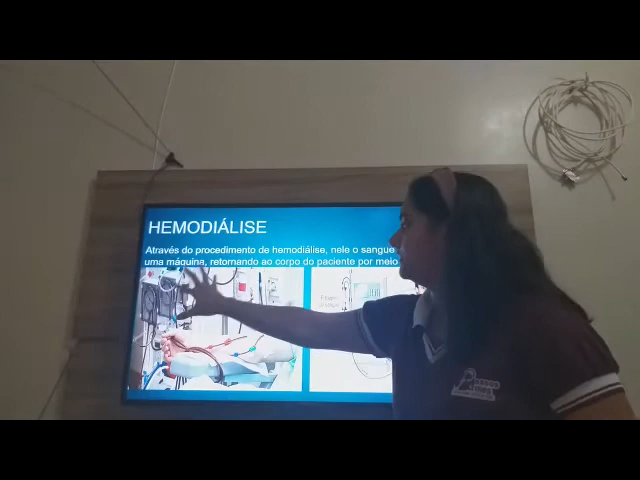 HEMODIÁLISE
Através do procedimento de hemodiálise, nele o sangue
uma máquina, retornando ao corpo do paciente por meio